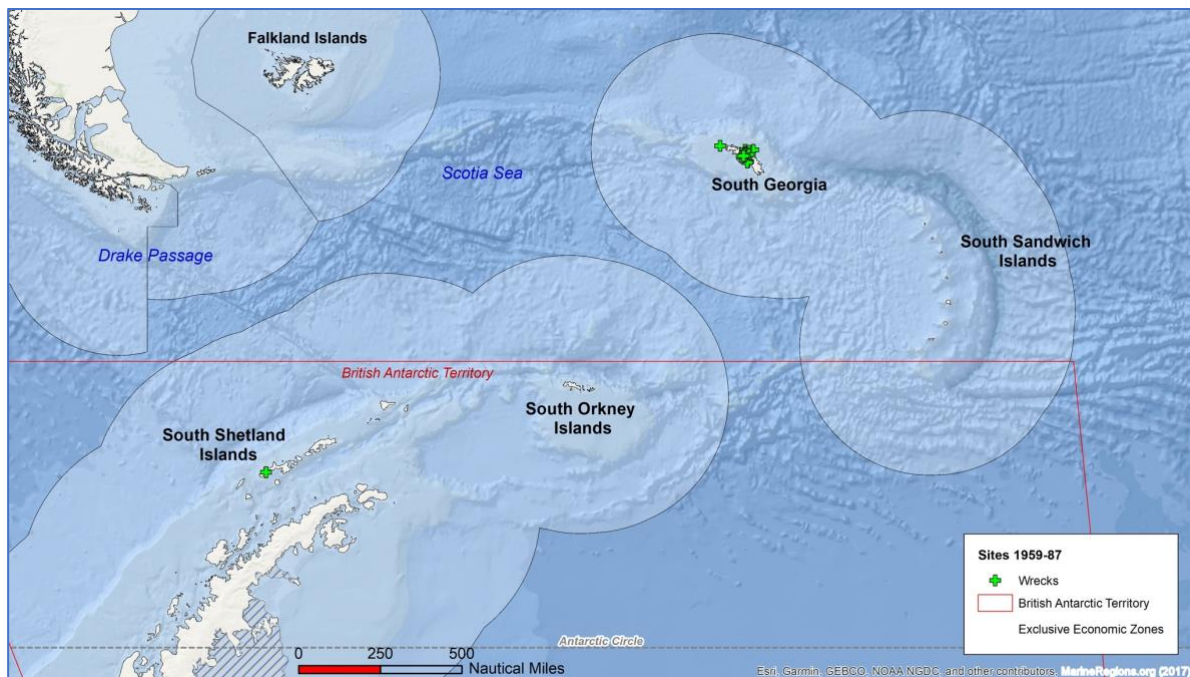 Falkland Islands
Scotia Sea
South Georgia
South Sandwich
Islands
Drake Passage
British Antarctic Territory
South Orkney
Islands
South Shetland
Islands
Sites 1959-87
Wrecks
British Antarctic Territory
Exclusive Economic Zones
Antarctic Circle
0 250 500
Nautical Miles
Esri, Garmin, GEBCO, NOAA NGDC, and other contributors, MarineRegions.org (2017)